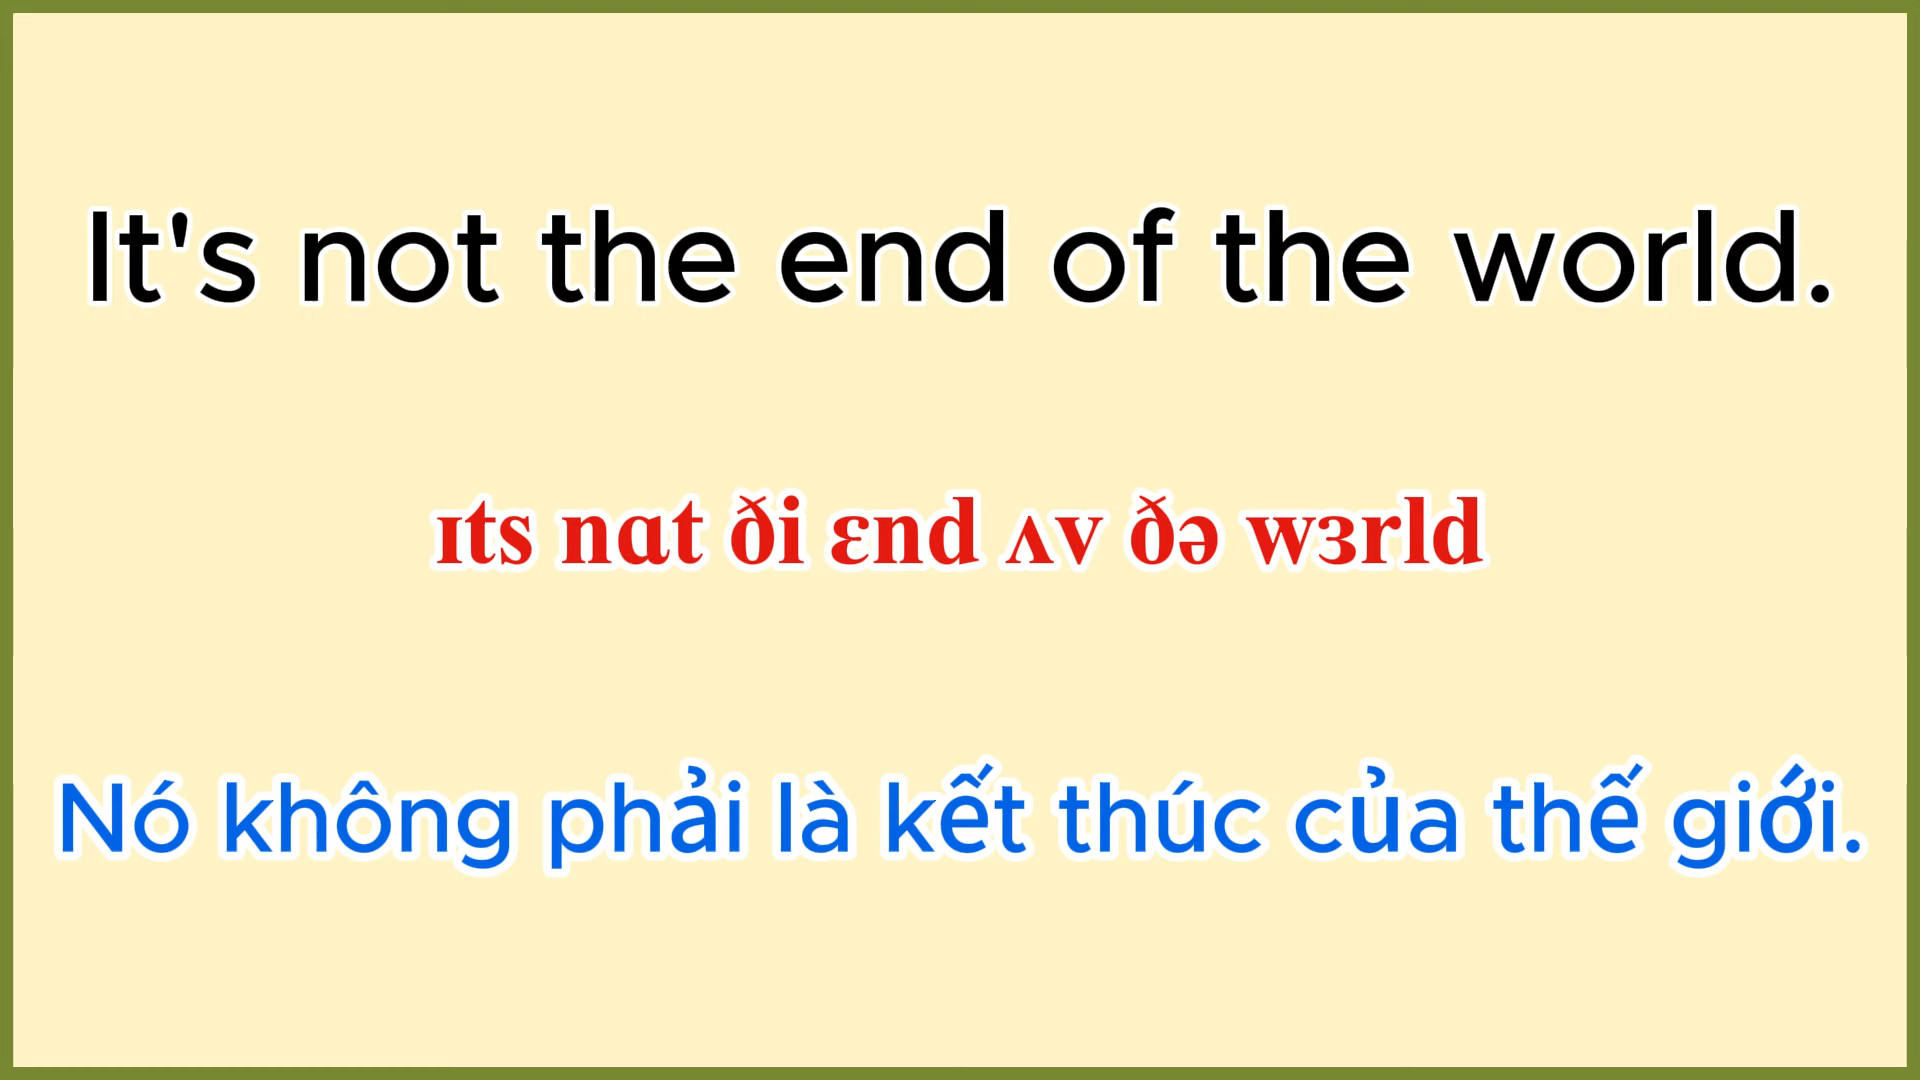 It's not the end of the world.
ɪts nɑt ði ɛnd ʌv ðə wɜrld
Nó không phải là kết thúc của thế giới.